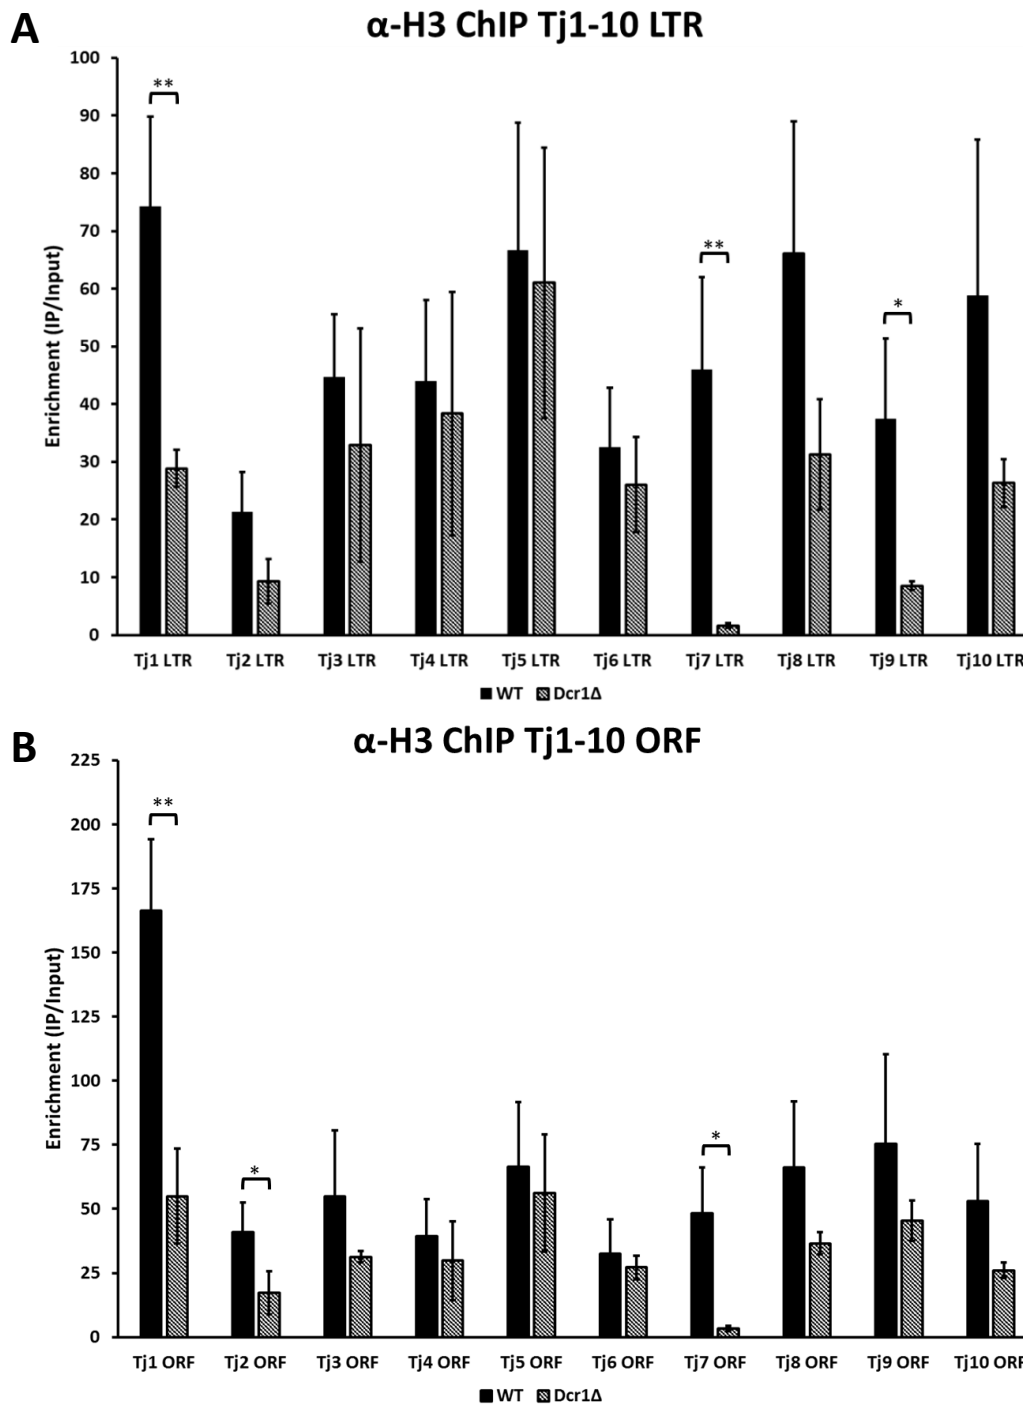 A
α-H3 ChIP Tj1-10 LTR
Enrichment (IP/Input)
100
90
80
70
60
50
40
30
20
10
0
**
**
*
Tj1 LTR Tj2 LTR Tj3 LTR Tj4 LTR Tj5 LTR Tj6 LTR Tj7 LTR Tj8 LTR Tj9 LTR Tj10 LTR
WT Dcr1Δ
B
α-H3 ChIP Tj1-10 ORF
Enrichment (IP/Input)
225
200
175
150
125
100
75
50
25
0
**
*
*
Tj1 ORF Tj2 ORF Tj3 ORF Tj4 ORF Tj5 ORF Tj6 ORF Tj7 ORF Tj8 ORF Tj9 ORF Tj10 ORF
WT Dcr1Δ